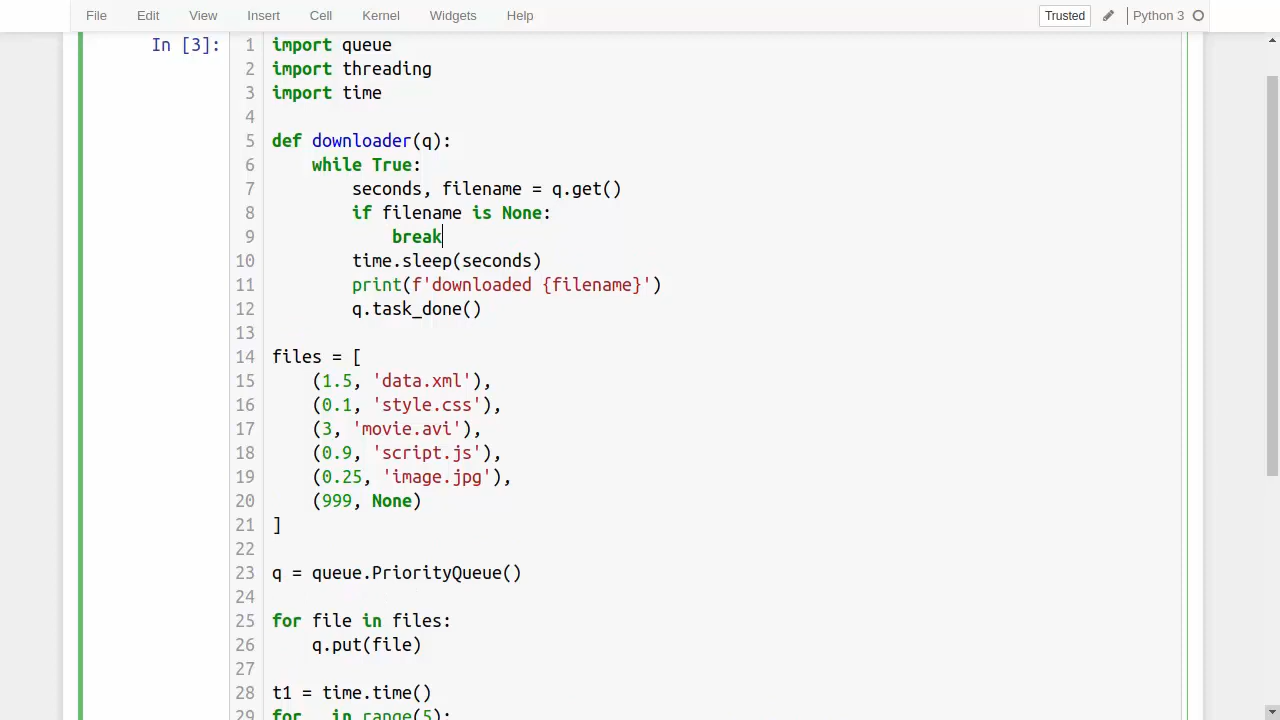 File Edit View Insert Cell Kernel Widgets Help Trusted Python 3
In [3]:
1 import queue
2 import threading
3 import time
4
5 def downloader(q):
6     while True:
7         seconds, filename = q.get()
8         if filename is None:
9             break
10         time.sleep(seconds)
11         print(f'downloaded {filename}')
12         q.task_done()
13
14 files = [
15     (1.5, 'data.xml'),
16     (0.1, 'style.css'),
17     (3, 'movie.avi'),
18     (0.9, 'script.js'),
19     (0.25, 'image.jpg'),
20     (999, None)
21 ]
22
23 q = queue.PriorityQueue()
24
25 for file in files:
26     q.put(file)
27
28 t1 = time.time()
29 for _ in range(5):